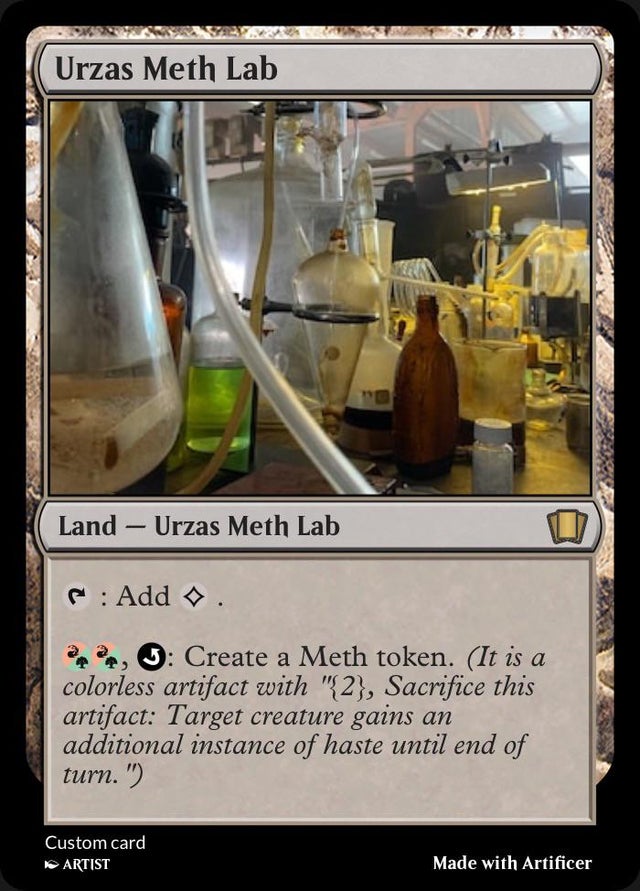 Urzas Meth Lab
Land — Urzas Meth Lab
: Add .
, : Create a Meth token. (It is a
colorless artifact with "{2}, Sacrifice this
artifact: Target creature gains an
additional instance of haste until end of
turn.")
Custom card
ARTIST
Made with Artificer